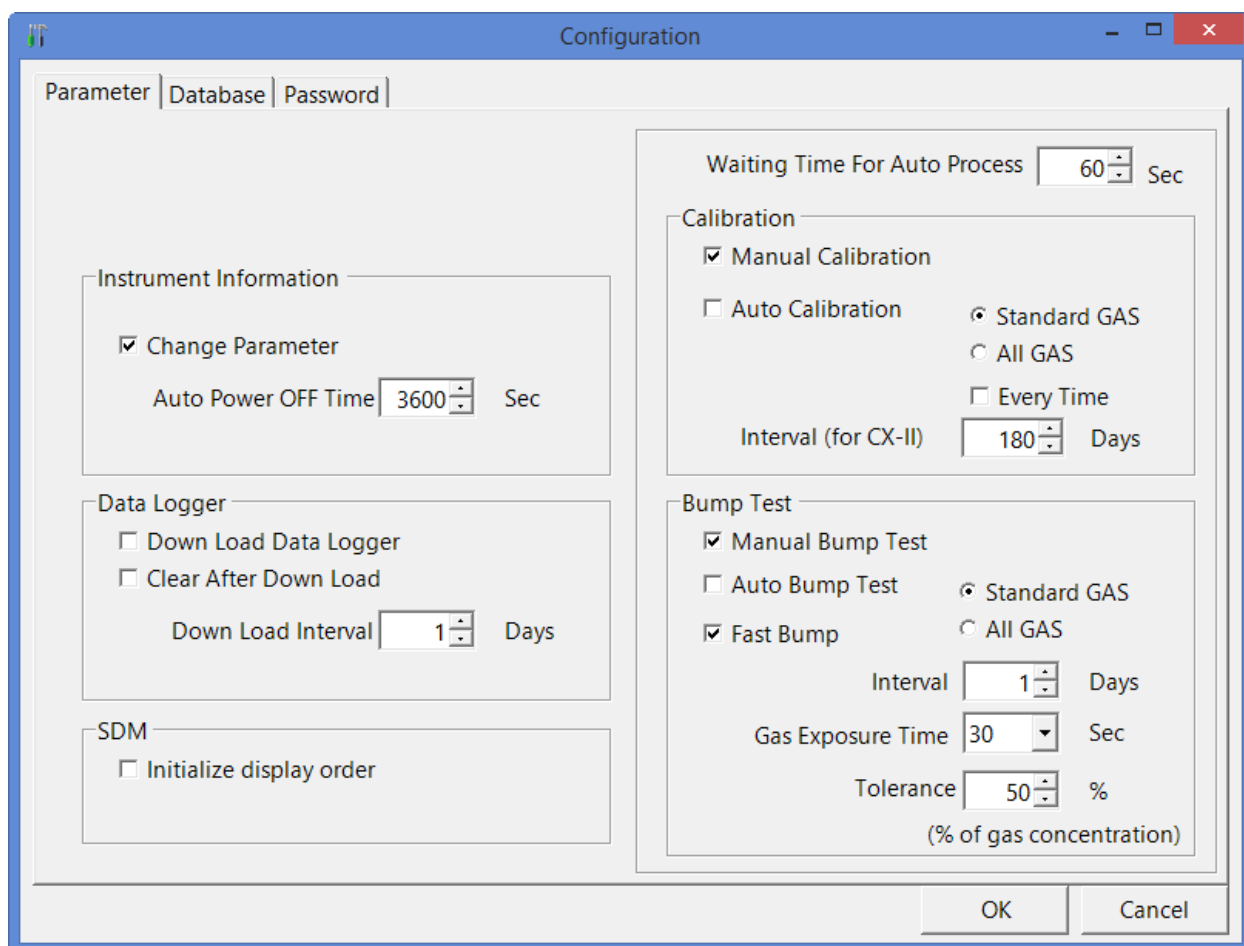 Configuration
Parameter Database Password
Instrument Information
Change Parameter
Auto Power OFF Time 3600 Sec
Data Logger
Down Load Data Logger
Clear After Down Load
Down Load Interval 1 Days
SDM
Initialize display order
Waiting Time For Auto Process 60 Sec
Calibration
Manual Calibration
Auto Calibration
Standard GAS
All GAS
Every Time
Interval (for CX-II) 180 Days
Bump Test
Manual Bump Test
Auto Bump Test
Standard GAS
Fast Bump
All GAS
Interval 1 Days
Gas Exposure Time 30 Sec
Tolerance 50 %
(% of gas concentration)
OK Cancel